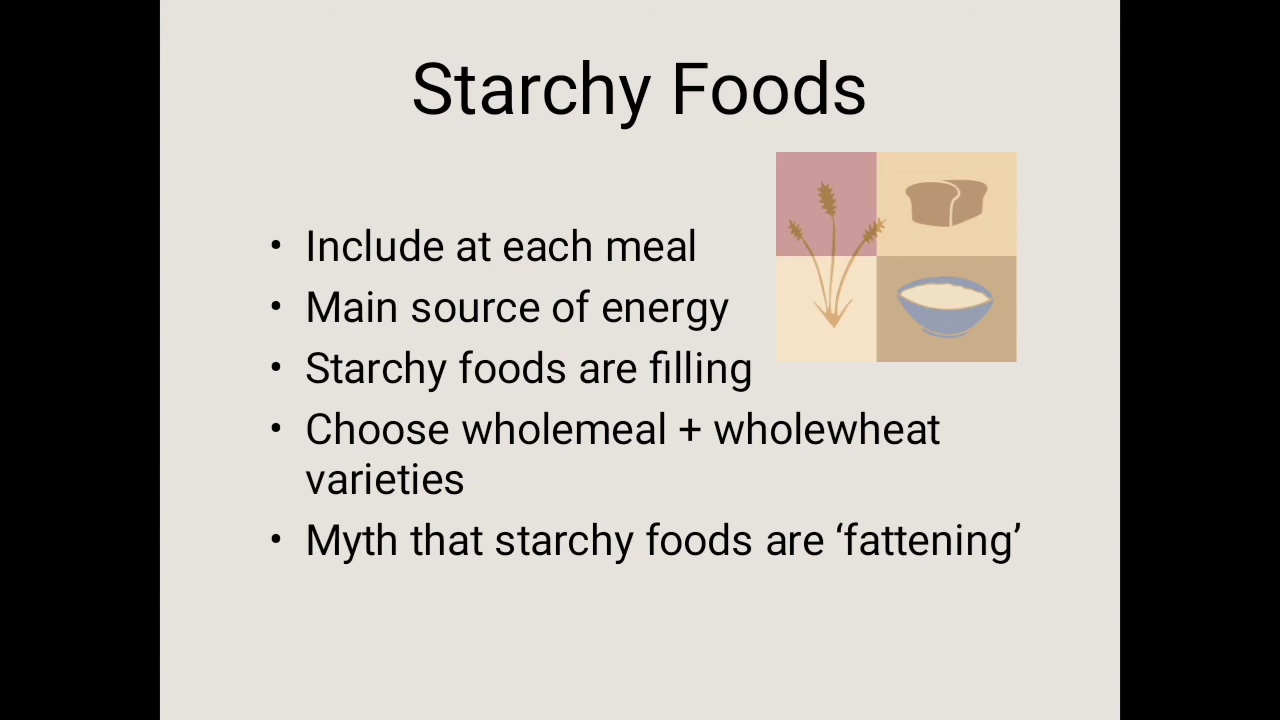 Starchy Foods
• Include at each meal
• Main source of energy
• Starchy foods are filling
• Choose wholemeal + wholewheat
varieties
• Myth that starchy foods are ‘fattening’